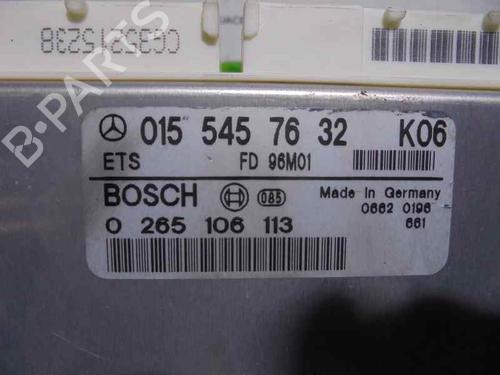 015 545 76 32 K06
ETS FD 96M01
BOSCH 085 Made in Germany
0 265 106 113 0662 0196
661
B-PARTS